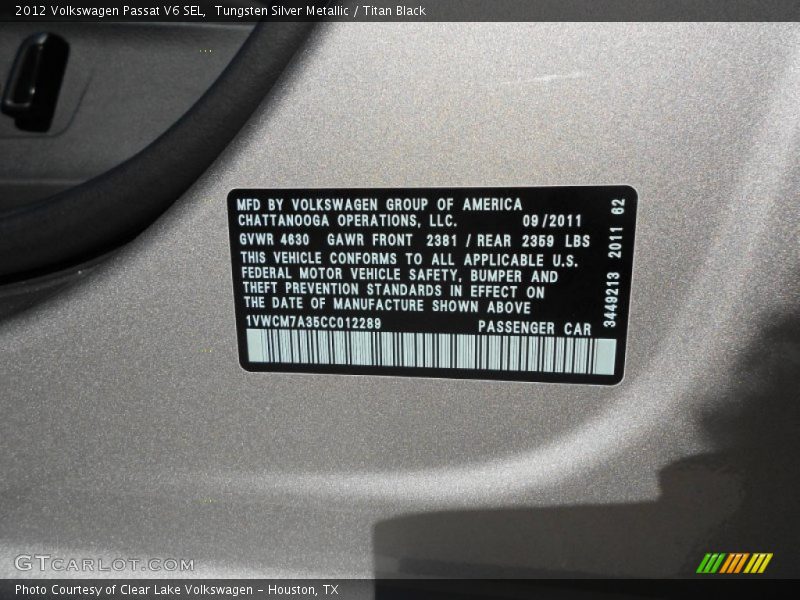 2012 Volkswagen Passat V6 SEL, Tungsten Silver Metallic / Titan Black
MFD BY VOLKSWAGEN GROUP OF AMERICA
CHATTANOOGA OPERATIONS, LLC. 09/2011
GVWR 4630 GAWR FRONT 2381 / REAR 2359 LBS
THIS VEHICLE CONFORMS TO ALL APPLICABLE U.S.
FEDERAL MOTOR VEHICLE SAFETY, BUMPER AND
THEFT PREVENTION STANDARDS IN EFFECT ON
THE DATE OF MANUFACTURE SHOWN ABOVE
1VWCM7A35CC012289 PASSENGER CAR
3449213 2011 62
GTCARLOT.COM
Photo Courtesy of Clear Lake Volkswagen - Houston, TX